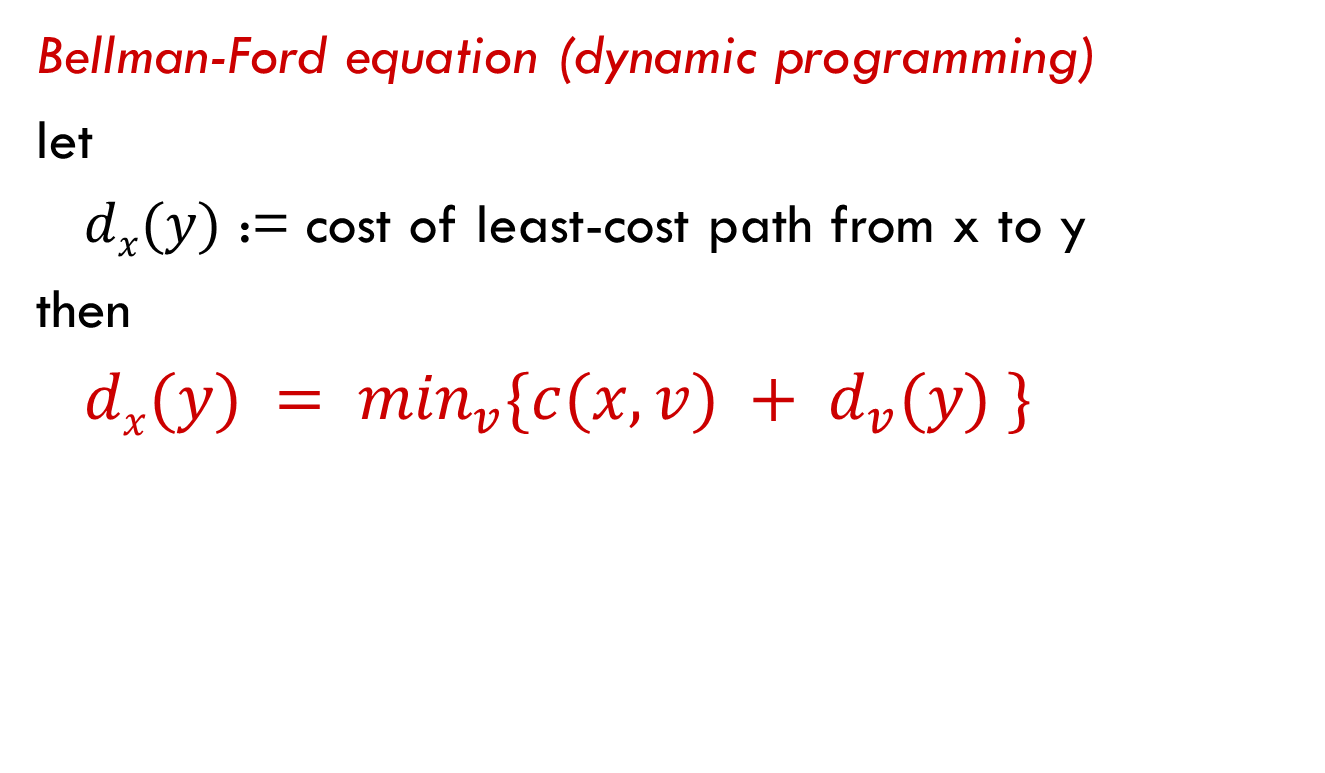 Bellman-Ford equation (dynamic programming)
let
d_x(y) := cost of least-cost path from x to y
then
d_x(y) = min_v{c(x, v) + d_v(y) }